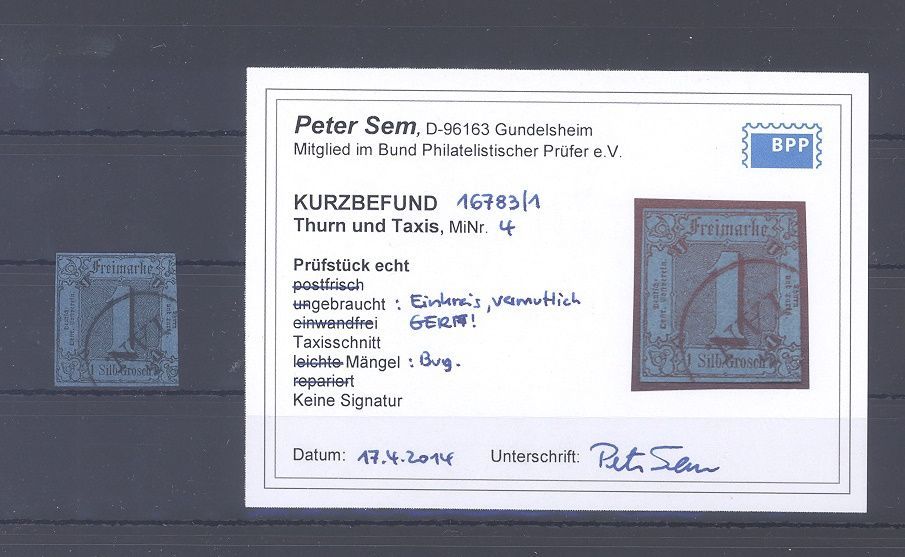 Freimarke
1
1 Silb. Grosch.
Peter Sem, D-96163 Gundelsheim
Mitglied im Bund Philatelistischer Prüfer e.V.
BPP
KURZBEFUND 16783/1
Thurn und Taxis, MiNr. 4
Prüfstück echt
postfrisch
ungebraucht : Einkreis, vermutlich
einwandfrei GERA!
Taxisschnitt
leichte Mängel : Bug.
repariert
Keine Signatur
Datum: 17.4.2014 Unterschrift: Peter Sem
Freimarke
1
1 Silb. Grosch.